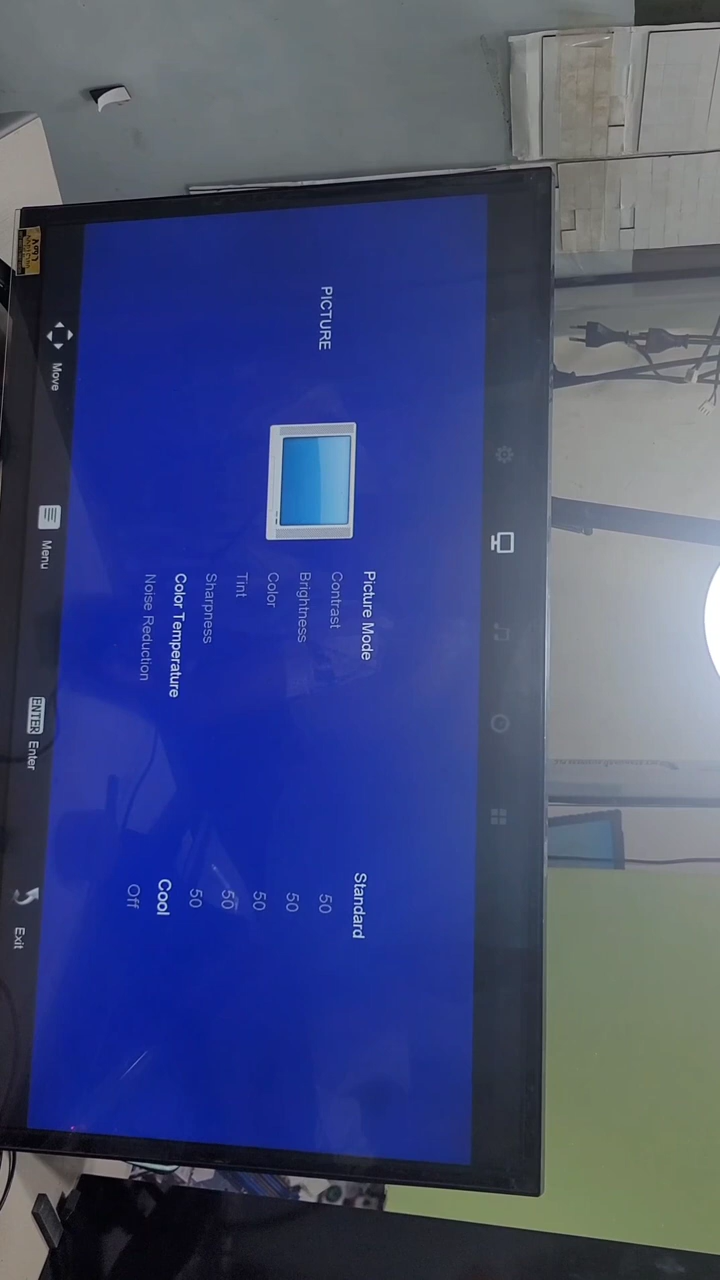 PICTURE
Picture Mode Standard
Contrast 50
Brightness 50
Color 50
Tint 50
Sharpness 50
Color Temperature Cool
Noise Reduction Off
Move
Menu
ENTER Enter
Exit